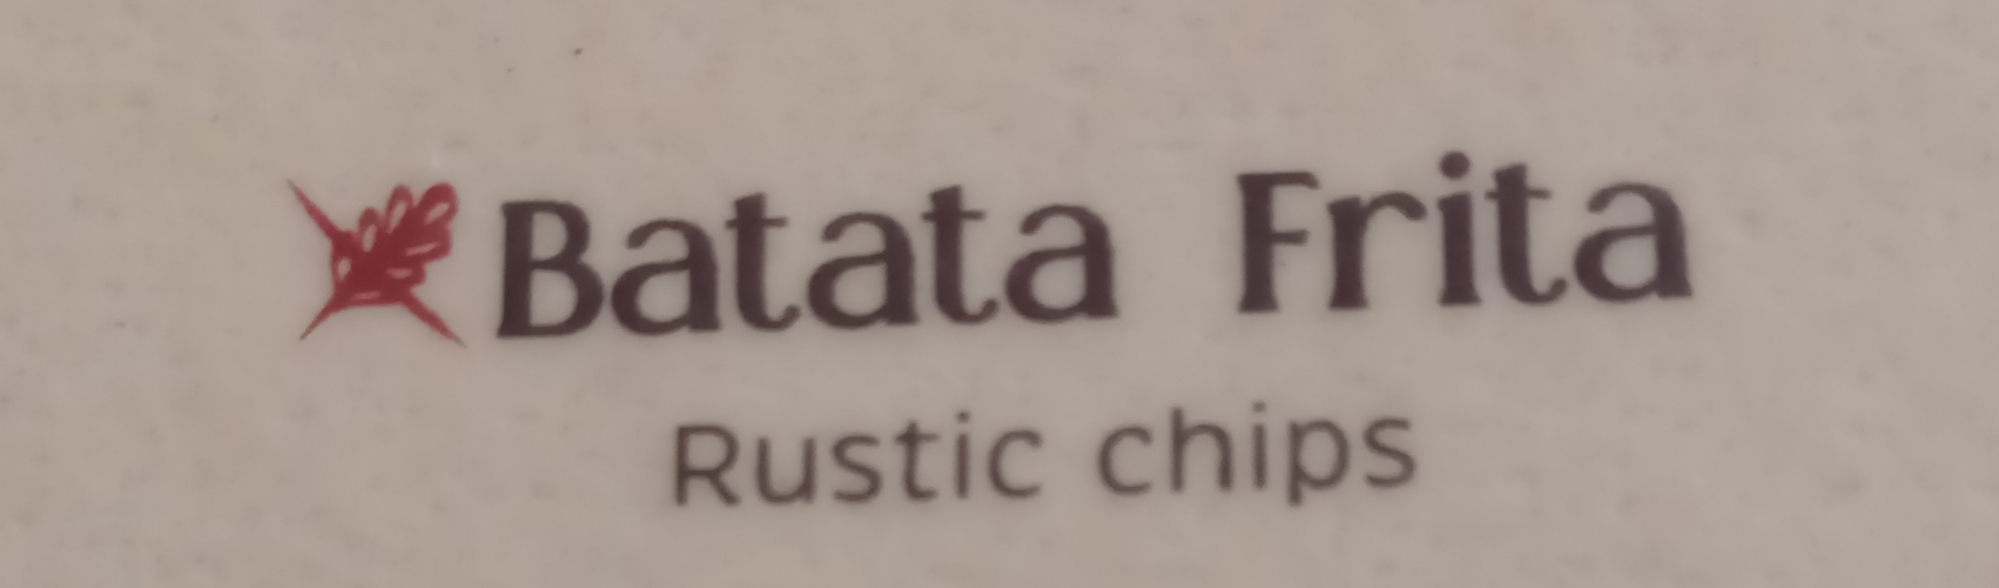 Batata Frita
Rustic chips